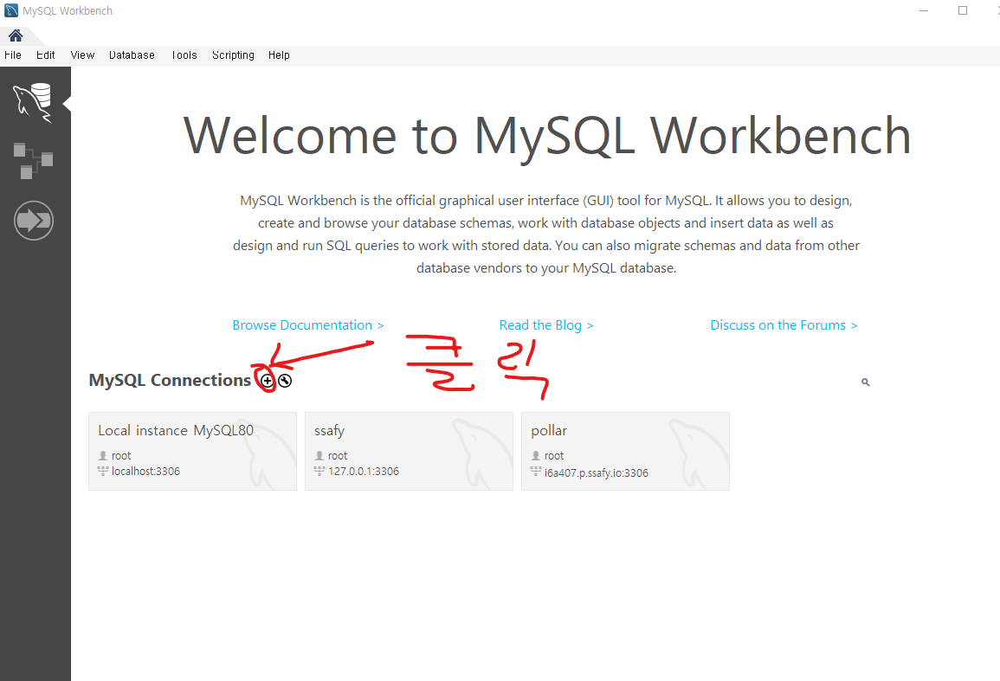 MySQL Workbench
File Edit View Database Tools Scripting Help
Welcome to MySQL Workbench
MySQL Workbench is the official graphical user interface (GUI) tool for MySQL. It allows you to design,
create and browse your database schemas, work with database objects and insert data as well as
design and run SQL queries to work with stored data. You can also migrate schemas and data from other
database vendors to your MySQL database.
Browse Documentation > Read the Blog > Discuss on the Forums >
클릭
MySQL Connections
Local instance MySQL80
root
localhost:3306
ssafy
root
127.0.0.1:3306
pollar
root
i6a407.p.ssafy.io:3306